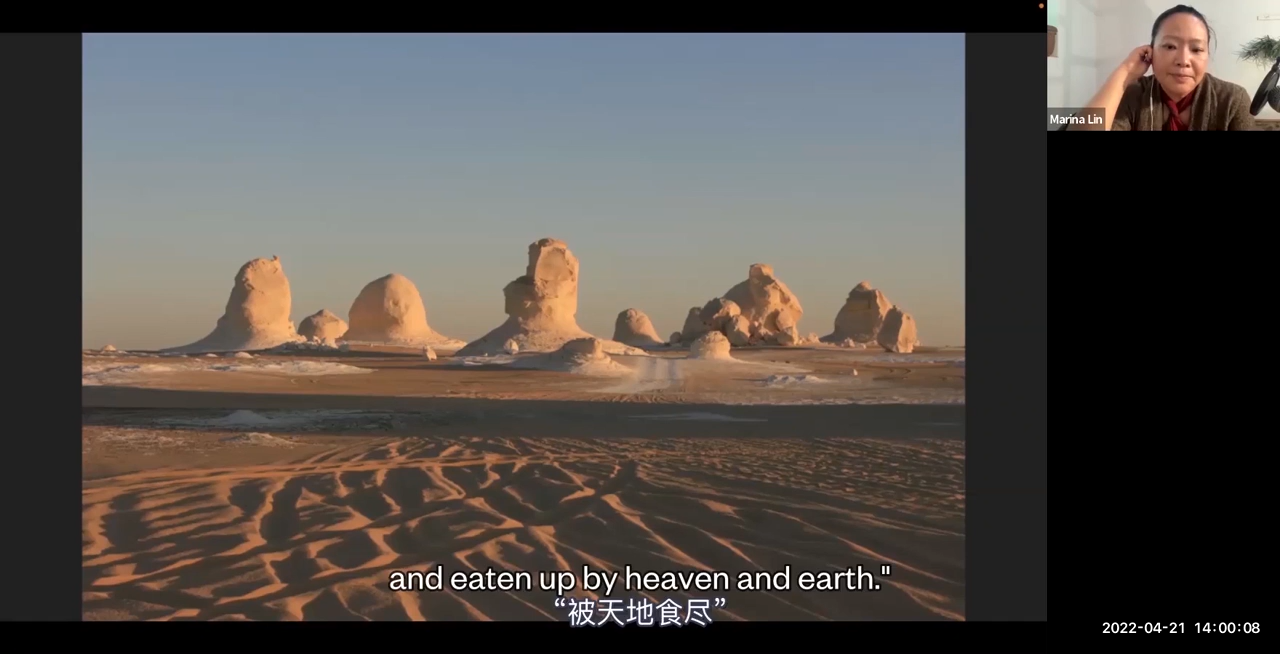 Marina Lin
and eaten up by heaven and earth."
“被天地食尽”
2022-04-21 14:00:08